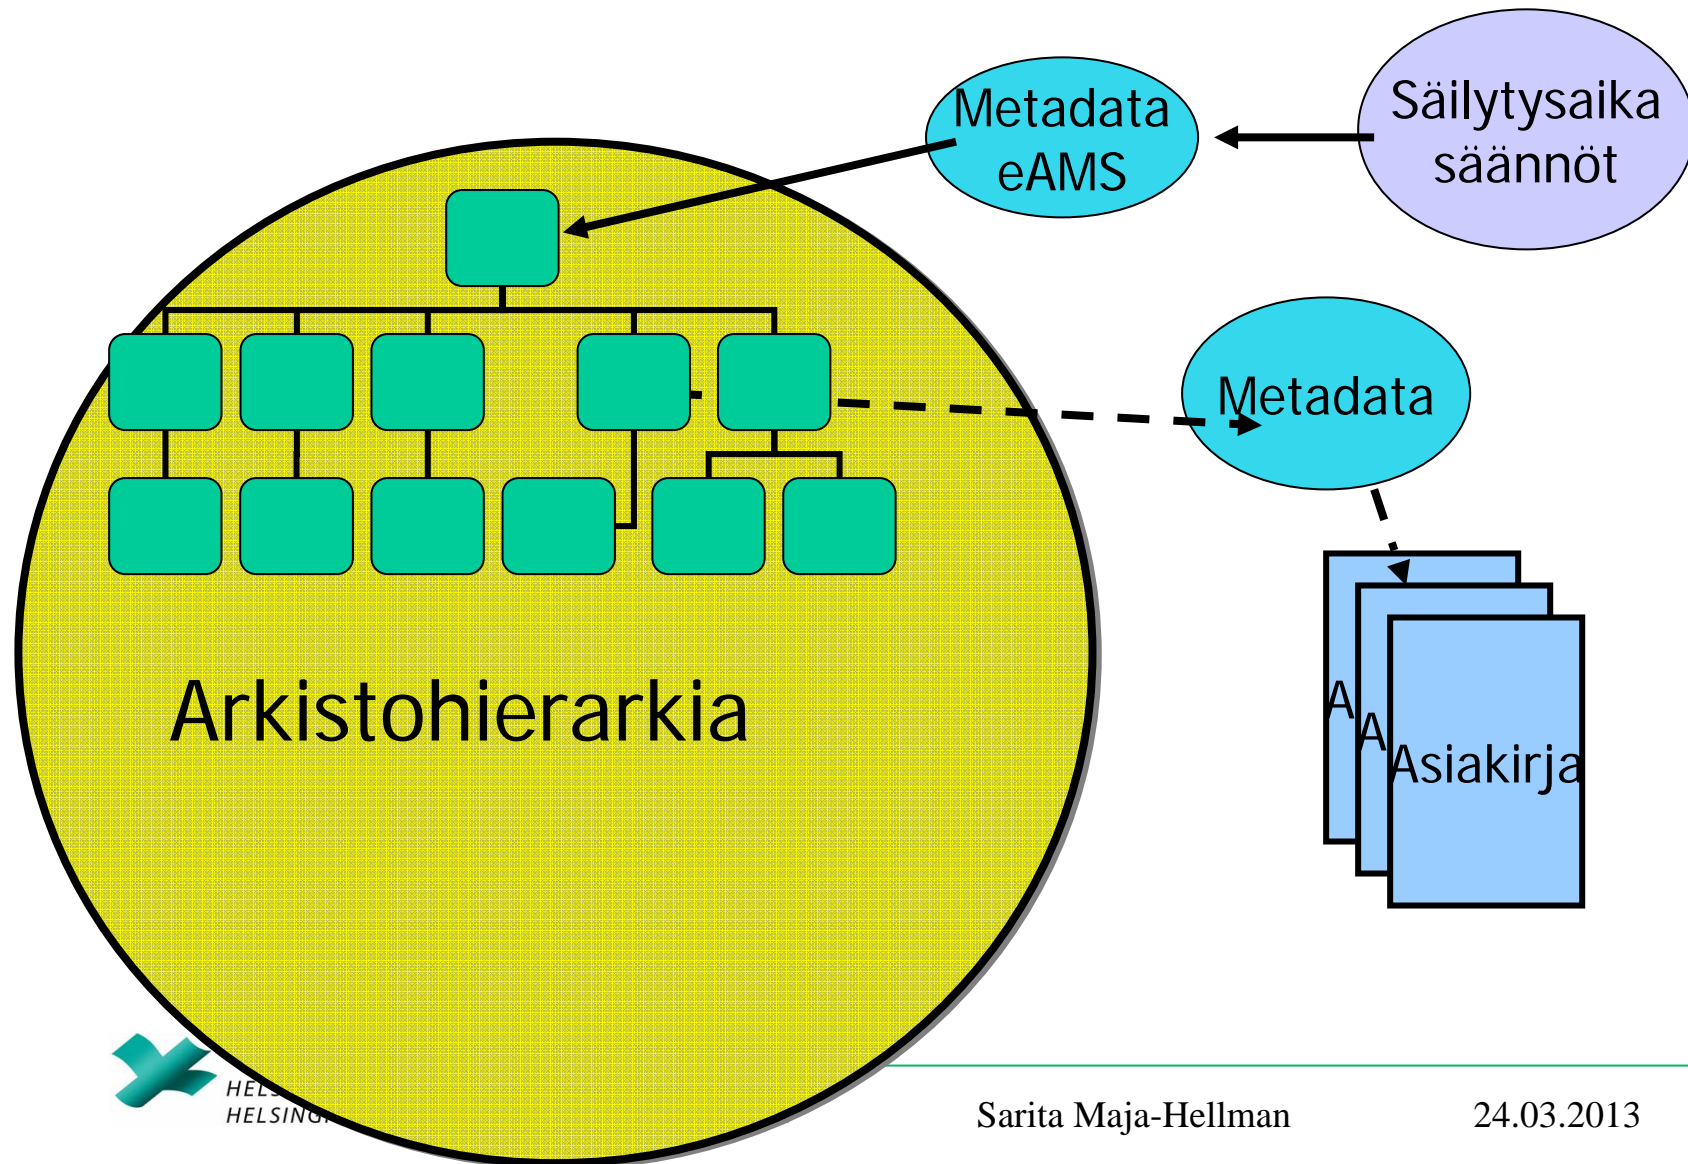 Metadata
eAMS
Säilytysaika
säännöt
Metadata
Arkistohierarkia
A
A
Asiakirja
Sarita Maja-Hellman
24.03.2013